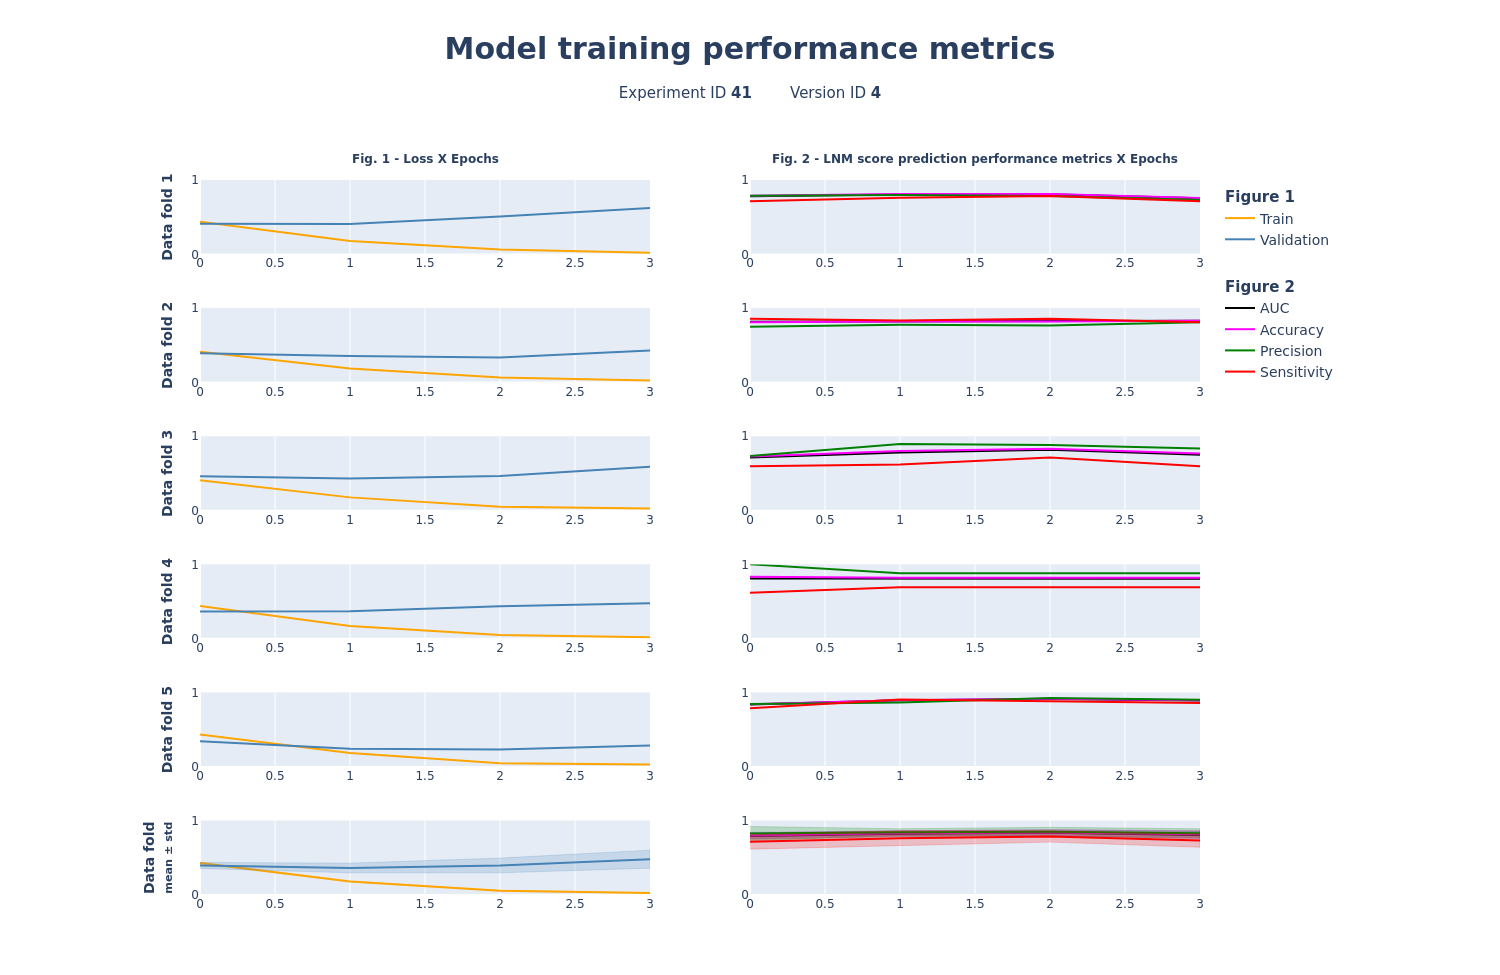 Model training performance metrics
Experiment ID 41 Version ID 4
Fig. 1 - Loss X Epochs
Data fold 1
1
0
0 0.5 1 1.5 2 2.5 3
Data fold 2
1
0
0 0.5 1 1.5 2 2.5 3
Data fold 3
1
0
0 0.5 1 1.5 2 2.5 3
Data fold 4
1
0
0 0.5 1 1.5 2 2.5 3
Data fold 5
1
0
0 0.5 1 1.5 2 2.5 3
Data fold
mean ± std
1
0
0 0.5 1 1.5 2 2.5 3
Fig. 2 - LNM score prediction performance metrics X Epochs
1
0
0 0.5 1 1.5 2 2.5 3
1
0
0 0.5 1 1.5 2 2.5 3
1
0
0 0.5 1 1.5 2 2.5 3
1
0
0 0.5 1 1.5 2 2.5 3
1
0
0 0.5 1 1.5 2 2.5 3
1
0
0 0.5 1 1.5 2 2.5 3
Figure 1
Train
Validation
Figure 2
AUC
Accuracy
Precision
Sensitivity